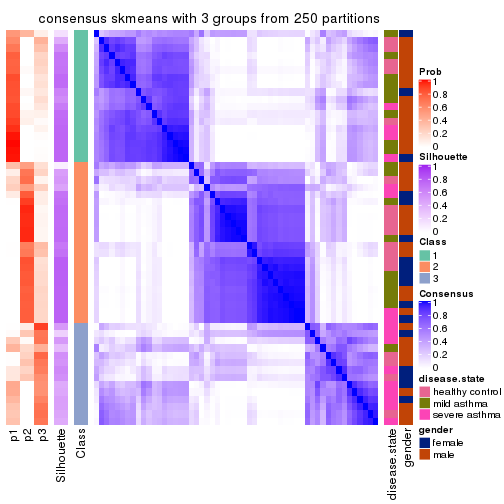 consensus skmeans with 3 groups from 250 partitions
Prob
1
0.8
0.6
0.4
0.2
0
Silhouette
1
0.8
0.6
0.4
0.2
0
Class
1
2
3
Consensus
1
0.8
0.6
0.4
0.2
0
disease.state
healthy control
mild asthma
severe asthma
gender
female
male
p1
p2
p3
Silhouette
Class
disease.state
gender